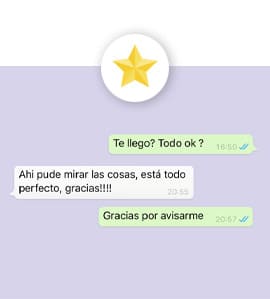 Te llego? Todo ok ?
16:50
Ahi pude mirar las cosas, está todo
perfecto, gracias!!!!
20:55
Gracias por avisarme
20:57